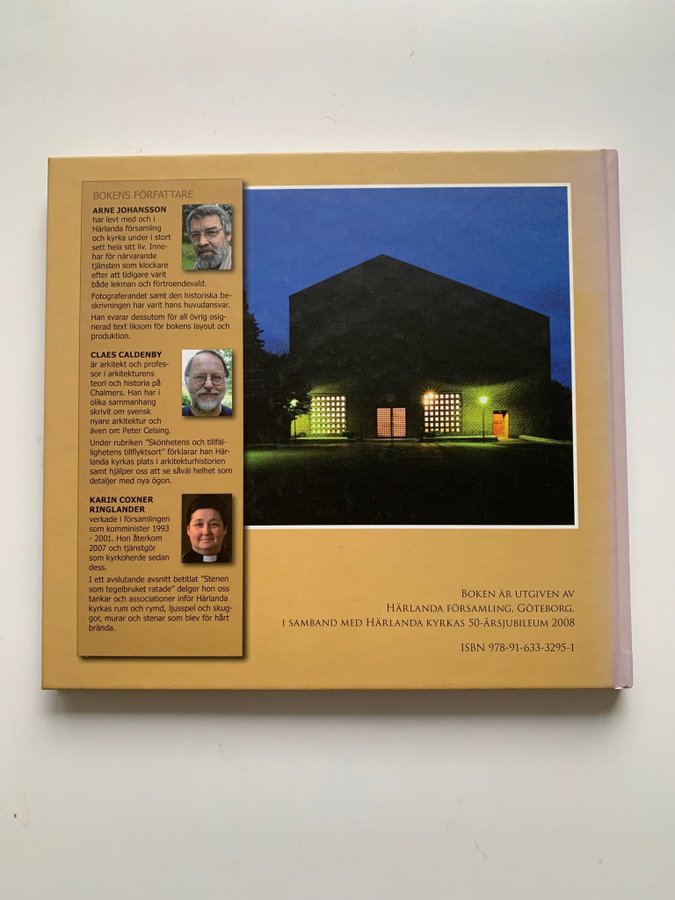 BOKENS FÖRFATTARE
ARNE JOHANSSON
har levt med och i
Härlanda församling
och kyrka under i stort
sett hela sitt liv. Inne-
har för närvarande
tjänsten som klockare
efter att tidigare varit
både lekman och förtroendevald.
Fotograferandet samt den historiska be-
skrivningen har varit hans huvudansvar.
Han svarar dessutom för all övrig osig-
nerad text liksom för bokens layout och
produktion.
CLAES CALDENBY
är arkitekt och profes-
sor i arkitekturens
teori och historia på
Chalmers. Han har i
olika sammanhang
skrivit om svensk
nyare arkitektur och
även om Peter Celsing.
Under rubriken "Skönhetens och tillfäl-
lighetens tillflyktsort" förklarar han Här-
landa kyrkas plats i arkitekturhistorien
samt hjälper oss att se såväl helhet som
detaljer med nya ögon.
KARIN COXNER
RINGLANDER
verkade i församlingen
som komminister 1993
- 2001. Hon återkom
2007 och tjänstgör
som kyrkoherde sedan
dess.
I ett avslutande avsnitt betitlat "Stenen
som tegelbruket ratade" delger hon oss
tankar och associationer inför Härlanda
kyrkas rum och rymd, ljusspel och skug-
gor, murar och stenar som blev för hårt
brända.
BOKEN ÄR UTGIVEN AV
HÄRLANDA FÖRSAMLING, GÖTEBORG,
I SAMBAND MED HÄRLANDA KYRKAS 50-ÅRSJUBILEUM 2008
ISBN 978-91-633-3295-1